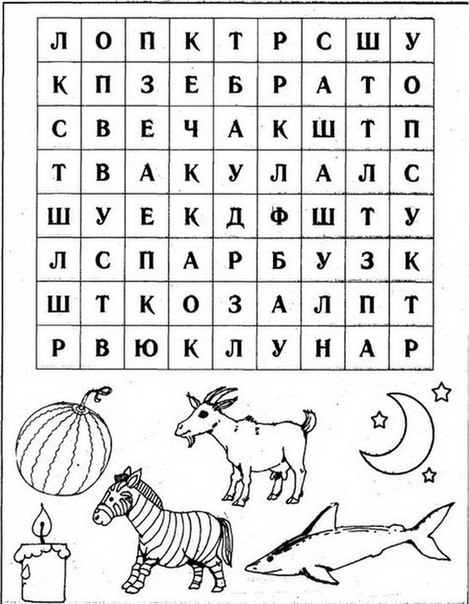 Л О П К Т Р С Ш У
К П З Е Б Р А Т О
С В Е Ч А К Ш Т П
Т В А К У Л А Л С
Ш У Е К Д Ф Ш Т У
Л С П А Р Б У З К
Ш Т К О З А Л П Т
Р В Ю К Л У Н А Р